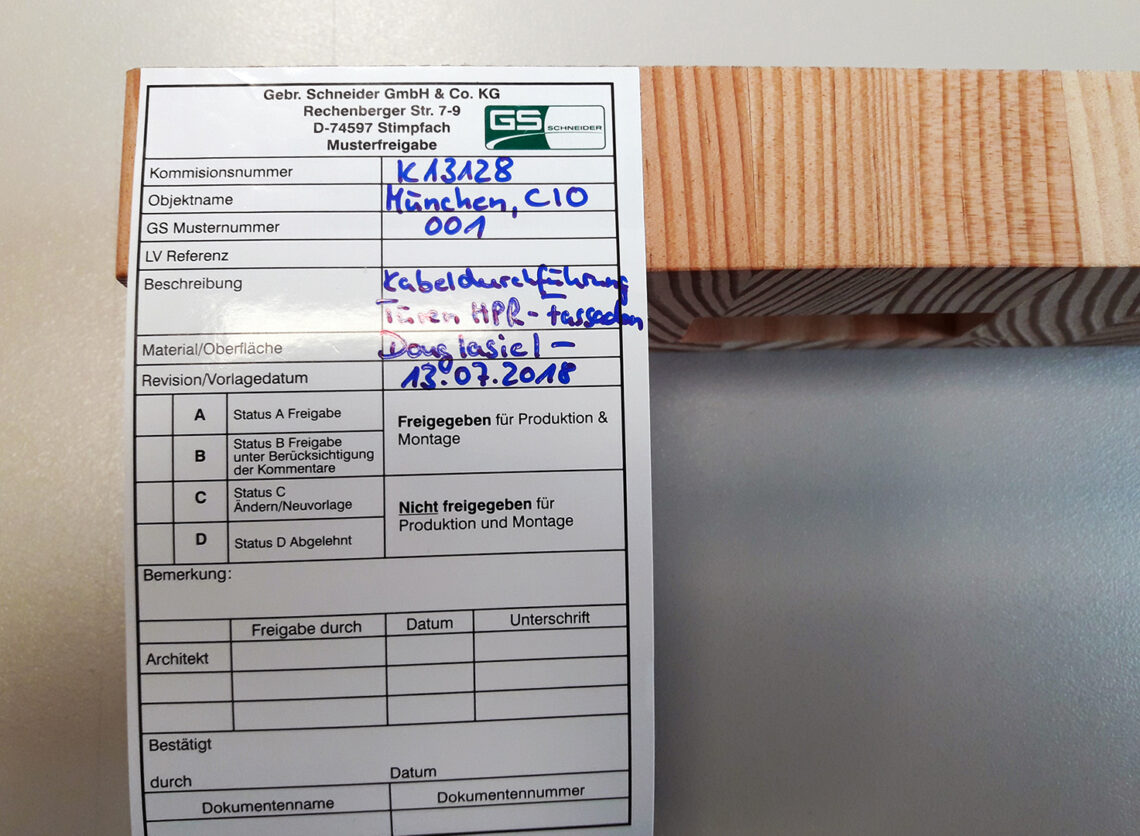 Gebr. Schneider GmbH & Co. KG
Rechenberger Str. 7-9
D-74597 Stimpfach
Musterfreigabe
GS SCHNEIDER
Kommisionsnummer K13128
Objektname München, C10
GS Musternummer 001
LV Referenz
Beschreibung Kabeldurchführung
Türen HPR-Fassaden
Material/Oberfläche Douglasie
Revision/Vorlagedatum 13.07.2018
A Status A Freigabe
Freigegeben für Produktion &
Montage
B Status B Freigabe
unter Berücksichtigung
der Kommentare
C Status C
Ändern/Neuvorlage
Nicht freigegeben für
Produktion und Montage
D Status D Abgelehnt
Bemerkung:
Freigabe durch Datum Unterschrift
Architekt
Bestätigt
durch Datum
Dokumentenname Dokumentennummer